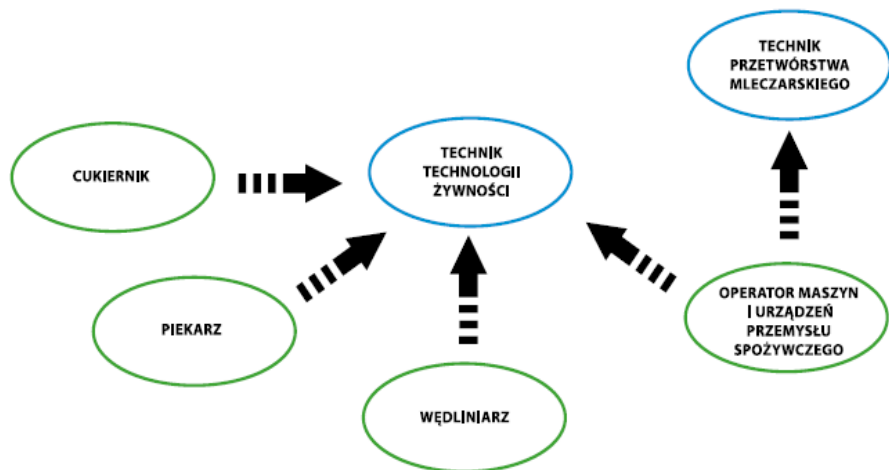 TECHNIK
PRZETWÓRSTWA
MLECZARSKIEGO
TECHNIK
TECHNOLOGII
ŻYWNOŚCI
CUKIERNIK
OPERATOR MASZYN
I URZĄDZEŃ
PRZEMYSŁU
SPOŻYWCZEGO
PIEKARZ
WĘDLINIARZ